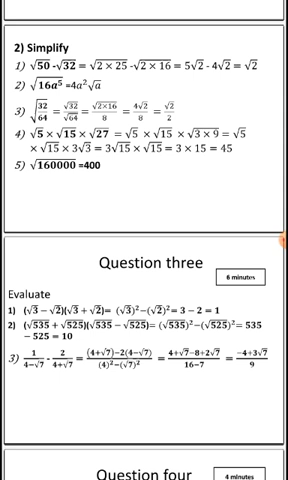 2) Simplify
1) √50 -√32 = √2 × 25 -√2 × 16 = 5√2 - 4√2 = √2
2) √16a⁵ =4a²√a
3) √(32/64) = √32/√64 = √2×16/8 = 4√2/8 = √2/2
4) √5 × √15 × √27 = √5 × √15 × √3 × 9 = √5
× √15 × 3√3 = 3√15 × √15 = 3 × 15 = 45
5) √160000 =400
Question three
6 minutes
Evaluate
1) (√3 − √2)(√3 + √2)= (√3)²−(√2)²= 3 − 2 = 1
2) (√535 + √525)(√535 − √525)= (√535)²−(√525)²= 535
− 525 = 10
3) 1/4−√7 - 2/4+√7 = (4+√7)−2(4−√7)/(4)²−(√7)² = 4+√7−8+2√7/16−7 = −4+3√7/9
Question four
4 minutes